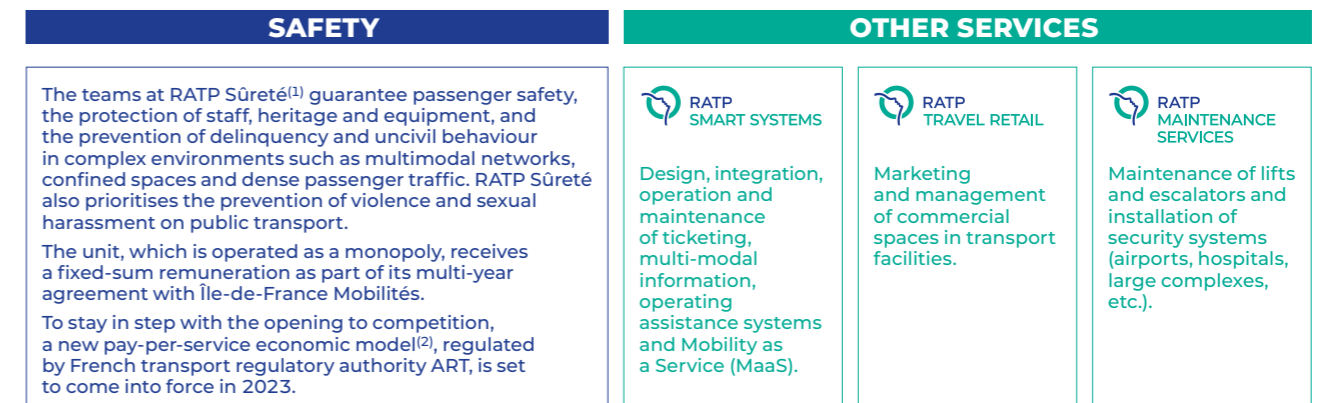 SAFETY
The teams at RATP Sûreté(1) guarantee passenger safety,
the protection of staff, heritage and equipment, and
the prevention of delinquency and uncivil behaviour
in complex environments such as multimodal networks,
confined spaces and dense passenger traffic. RATP Sûreté
also prioritises the prevention of violence and sexual
harassment on public transport.
The unit, which is operated as a monopoly, receives
a fixed-sum remuneration as part of its multi-year
agreement with Île-de-France Mobilités.
To stay in step with the opening to competition,
a new pay-per-service economic model(2), regulated
by French transport regulatory authority ART, is set
to come into force in 2023.
OTHER SERVICES
RATP
SMART SYSTEMS
Design, integration,
operation and
maintenance
of ticketing,
multi-modal
information,
operating
assistance systems
and Mobility as
a Service (MaaS).
RATP
TRAVEL RETAIL
Marketing
and management
of commercial
spaces in transport
facilities.
RATP
MAINTENANCE
SERVICES
Maintenance of lifts
and escalators and
installation of
security systems
(airports, hospitals,
large complexes,
etc.).